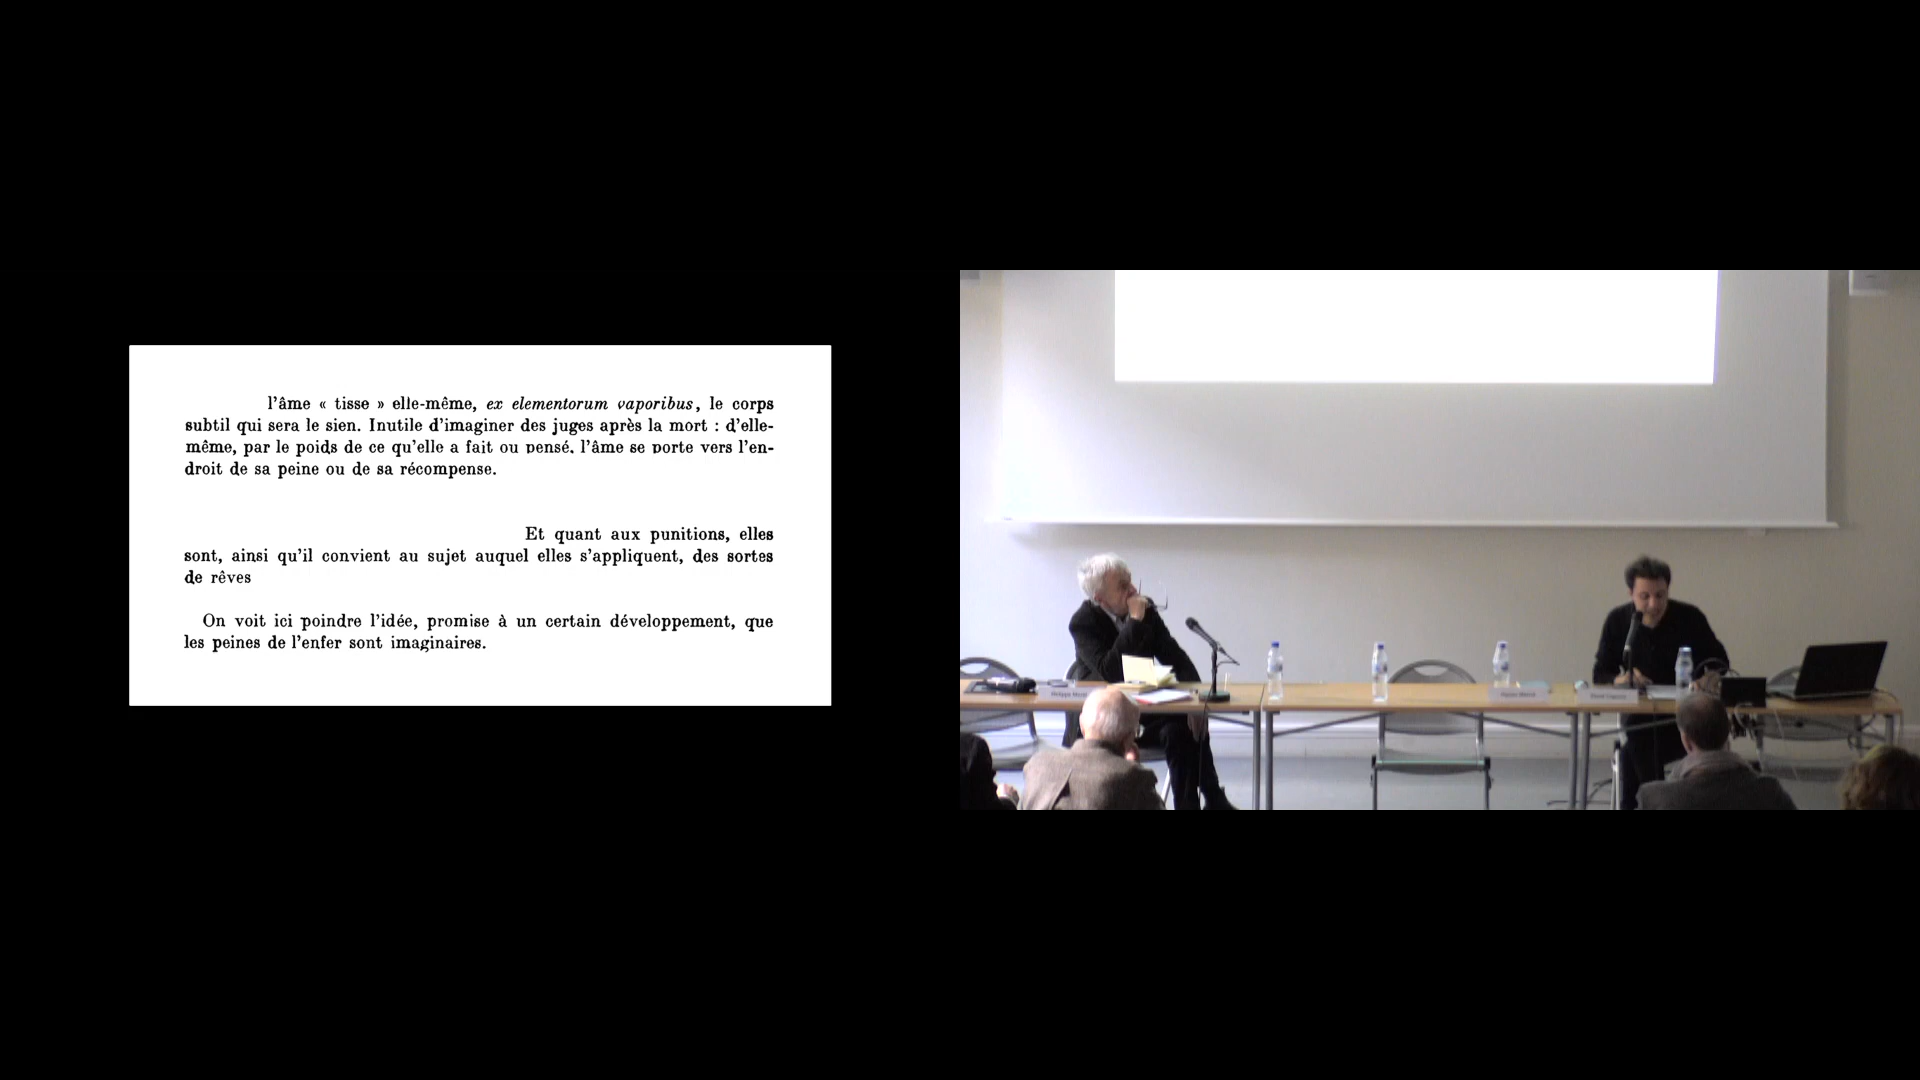 l'âme « tisse » elle-même, ex elementorum vaporibus, le corps
subtil qui sera le sien. Inutile d'imaginer des juges après la mort : d'elle-
même, par le poids de ce qu'elle a fait ou pensé, l'âme se porte vers l'en-
droit de sa peine ou de sa récompense.
Et quant aux punitions, elles
sont, ainsi qu'il convient au sujet auquel elles s'appliquent, des sortes
de rêves
On voit ici poindre l'idée, promise à un certain développement, que
les peines de l'enfer sont imaginaires.